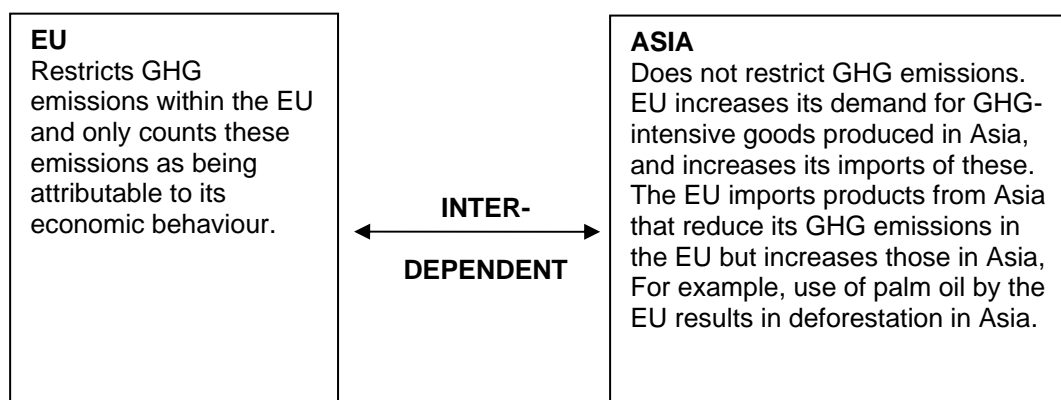 EU
Restricts GHG
emissions within the EU
and only counts these
emissions as being
attributable to its
economic behaviour.
INTER-
DEPENDENT
ASIA
Does not restrict GHG emissions.
EU increases its demand for GHG-
intensive goods produced in Asia,
and increases its imports of these.
The EU imports products from Asia
that reduce its GHG emissions in
the EU but increases those in Asia,
For example, use of palm oil by the
EU results in deforestation in Asia.